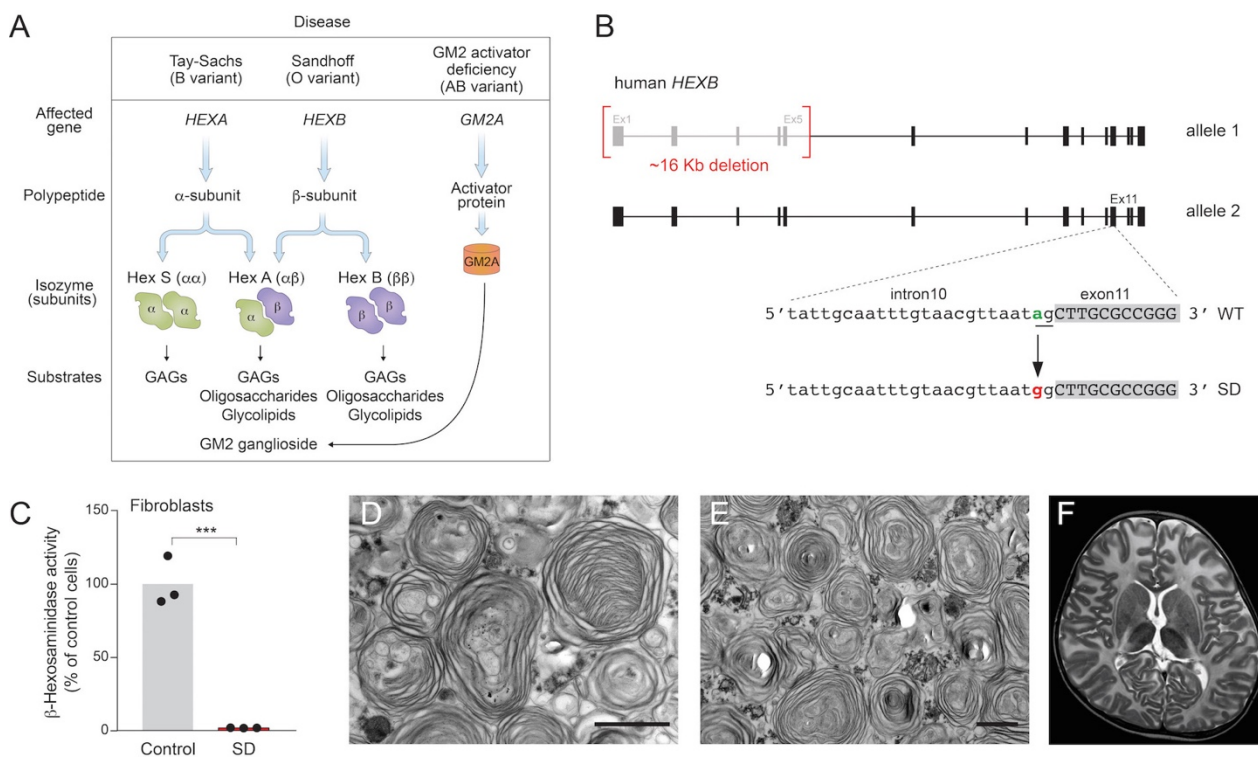 A
Disease
Tay-Sachs
(B variant)
Sandhoff
(O variant)
GM2 activator
deficiency
(AB variant)
Affected
gene
HEXA
HEXB
GM2A
Polypeptide
α-subunit
β-subunit
Activator
protein
Isozyme
(subunits)
Hex S (αα)
Hex A (αβ)
Hex B (ββ)
GM2A
α
α
α
β
β
β
Substrates
GAGs
GAGs
Oligosaccharides
Glycolipids
GAGs
Oligosaccharides
Glycolipids
GM2 ganglioside
B
human HEXB
Ex1
Ex5
allele 1
~16 Kb deletion
Ex11
allele 2
intron10
exon11
5'tattgcaatttgtaacgttaatagCTTGCGCCGGG 3' WT
5'tattgcaatttgtaacgttaatggCTTGCGCCGGG 3' SD
C
Fibroblasts
β-Hexosaminidase activity
(% of control cells)
150
100
50
0
***
Control
SD
D
E
F